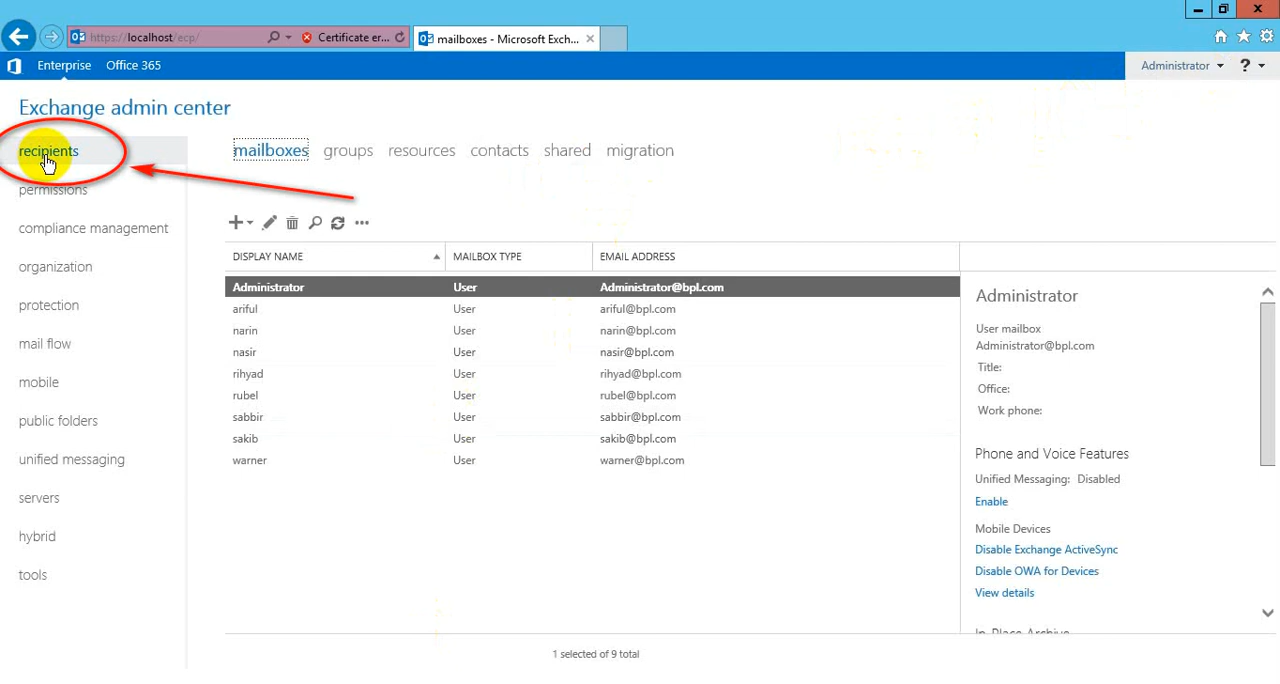 https://localhost/ecp/ Certificate er... mailboxes - Microsoft Exch...
Enterprise Office 365 Administrator ?
Exchange admin center
recipients
permissions
compliance management
organization
protection
mail flow
mobile
public folders
unified messaging
servers
hybrid
tools
mailboxes groups resources contacts shared migration
DISPLAY NAME MAILBOX TYPE EMAIL ADDRESS
Administrator User Administrator@bpl.com
ariful User ariful@bpl.com
narin User narin@bpl.com
nasir User nasir@bpl.com
rihyad User rihyad@bpl.com
rubel User rubel@bpl.com
sabbir User sabbir@bpl.com
sakib User sakib@bpl.com
warner User warner@bpl.com
1 selected of 9 total
Administrator
User mailbox
Administrator@bpl.com
Title:
Office:
Work phone:
Phone and Voice Features
Unified Messaging: Disabled
Enable
Mobile Devices
Disable Exchange ActiveSync
Disable OWA for Devices
View details
In-Place Archive